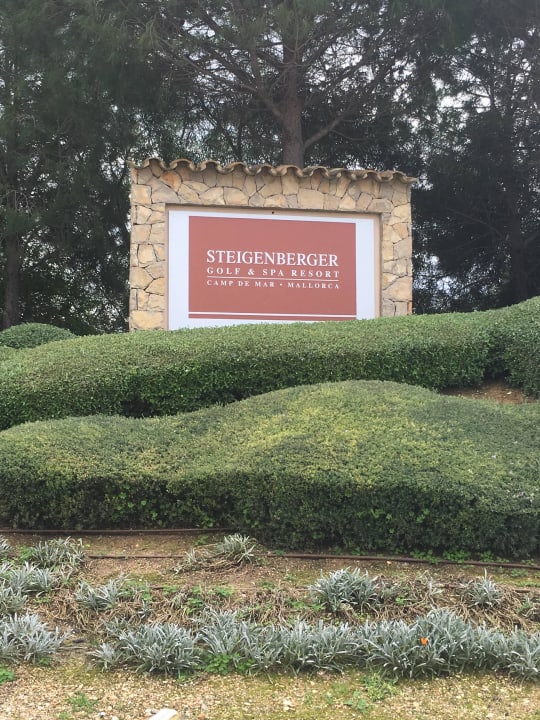 STEIGENBERGER
GOLF & SPA RESORT
CAMP DE MAR • MALLORCA